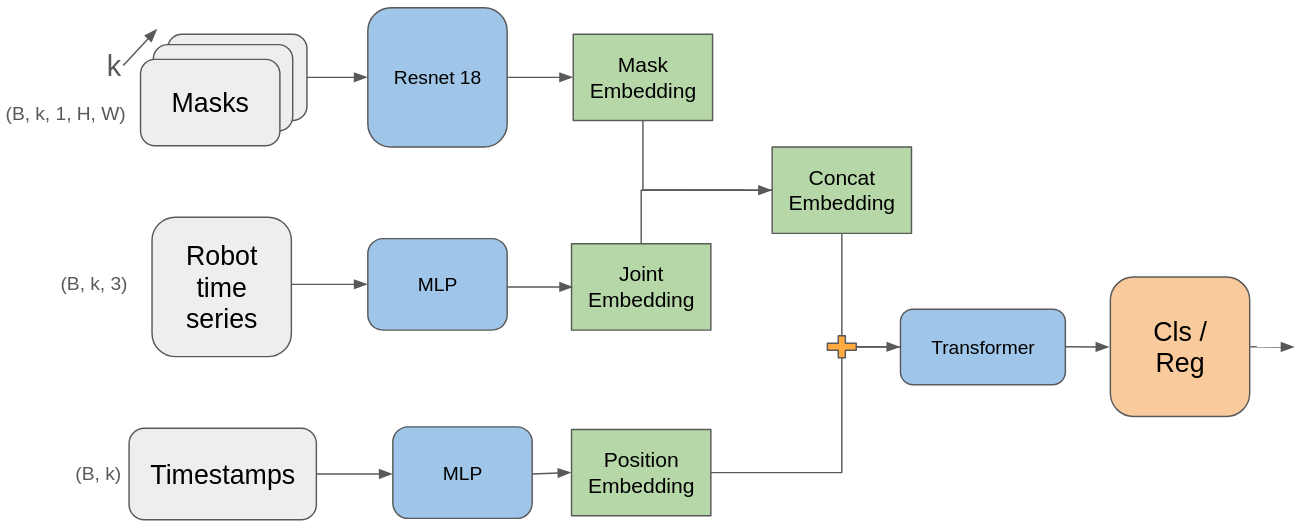 k
Masks
(B, k, 1, H, W)
Resnet 18
Mask
Embedding
Concat
Embedding
Robot
time
series
(B, k, 3)
MLP
Joint
Embedding
Transformer
Cls /
Reg
Timestamps
(B, k)
MLP
Position
Embedding